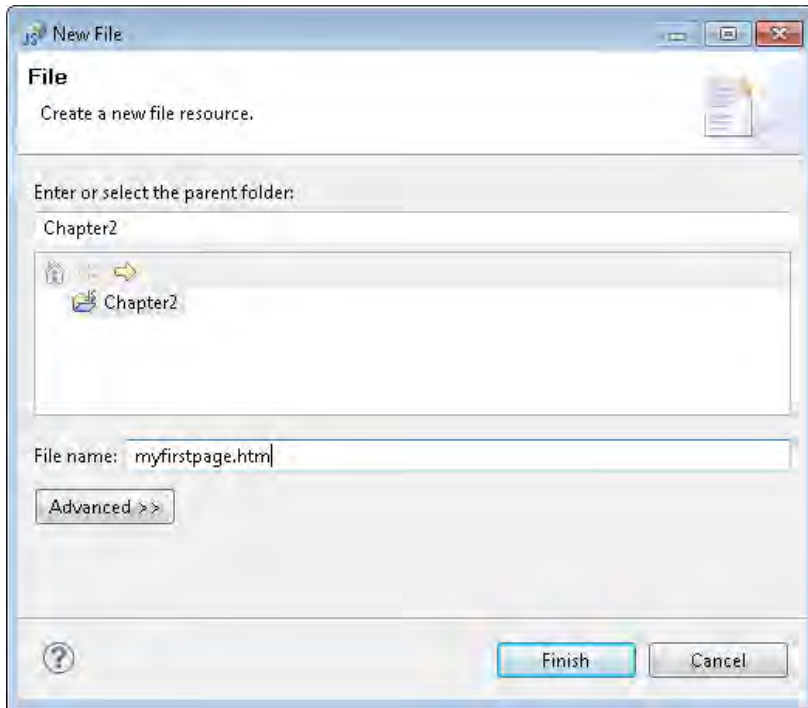 JS New File
File
Create a new file resource.
Enter or select the parent folder:
Chapter2
Chapter2
File name: myfirstpage.htm
Advanced >>
?
Finish Cancel